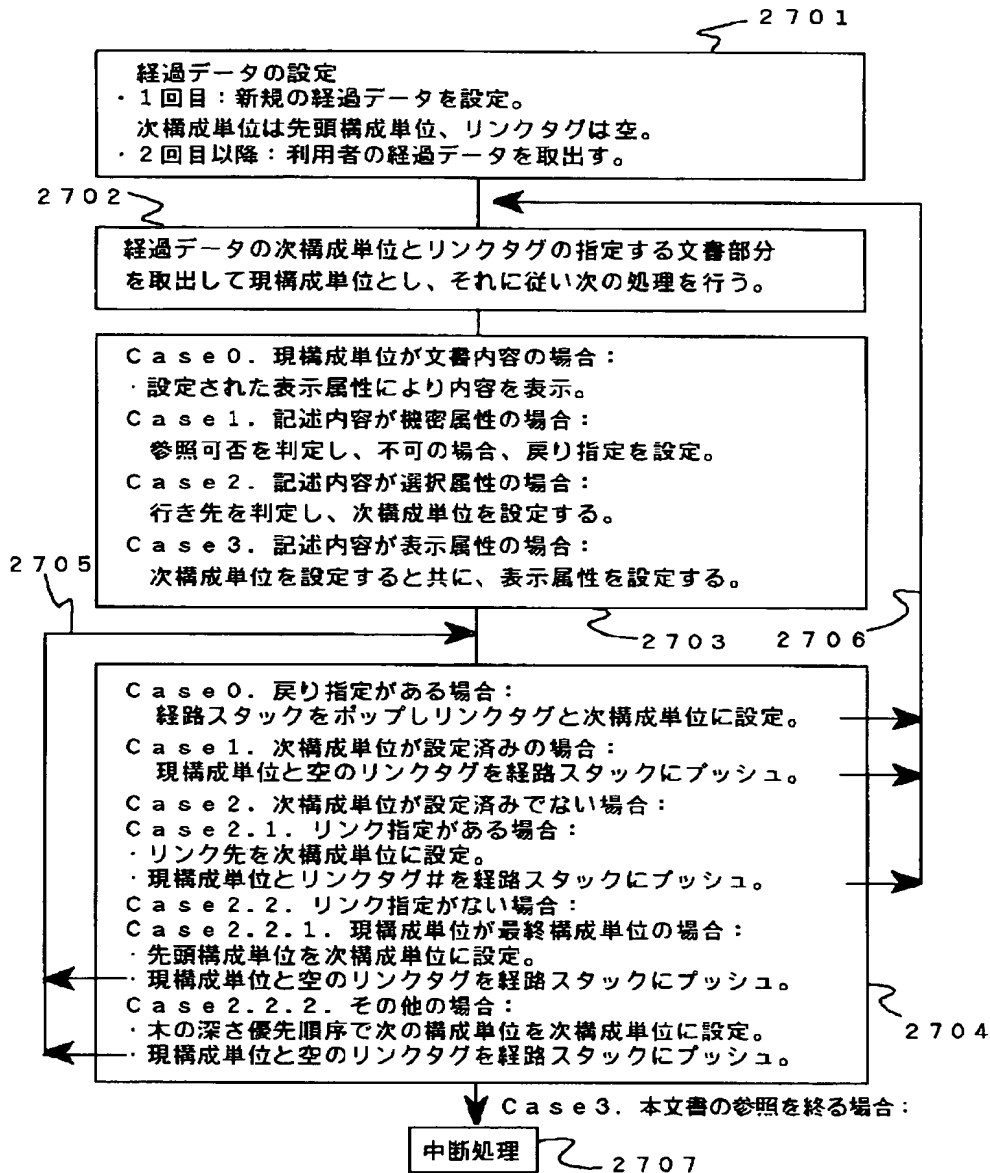 ２７０１
経過データの設定
・１回目：新規の経過データを設定。
次構成単位は先頭構成単位、リンクタグは空。
・２回目以降：利用者の経過データを取出す。
２７０２
経過データの次構成単位とリンクタグの指定する文書部分
を取出して現構成単位とし、それに従い次の処理を行う。
Ｃａｓｅ０．現構成単位が文書内容の場合：
・設定された表示属性により内容を表示。
Ｃａｓｅ１．記述内容が機密属性の場合：
参照可否を判定し、不可の場合、戻り指定を設定。
Ｃａｓｅ２．記述内容が選択属性の場合：
行き先を判定し、次構成単位を設定する。
Ｃａｓｅ３．記述内容が表示属性の場合：
次構成単位を設定すると共に、表示属性を設定する。
２７０５
２７０３
２７０６
Ｃａｓｅ０．戻り指定がある場合：
経路スタックをポップしリンクタグと次構成単位に設定。
Ｃａｓｅ１．次構成単位が設定済みの場合：
現構成単位と空のリンクタグを経路スタックにプッシュ。
Ｃａｓｅ２．次構成単位が設定済みでない場合：
Ｃａｓｅ２．１．リンク指定がある場合：
・リンク先を次構成単位に設定。
・現構成単位とリンクタグ＃を経路スタックにプッシュ。
Ｃａｓｅ２．２．リンク指定がない場合：
Ｃａｓｅ２．２．１．現構成単位が最終構成単位の場合：
・先頭構成単位を次構成単位に設定。
・現構成単位と空のリンクタグを経路スタックにプッシュ。
Ｃａｓｅ２．２．２．その他の場合：
・木の深さ優先順序で次の構成単位を次構成単位に設定。
・現構成単位と空のリンクタグを経路スタックにプッシュ。
２７０４
Ｃａｓｅ３．本文書の参照を終る場合：
中断処理
２７０７